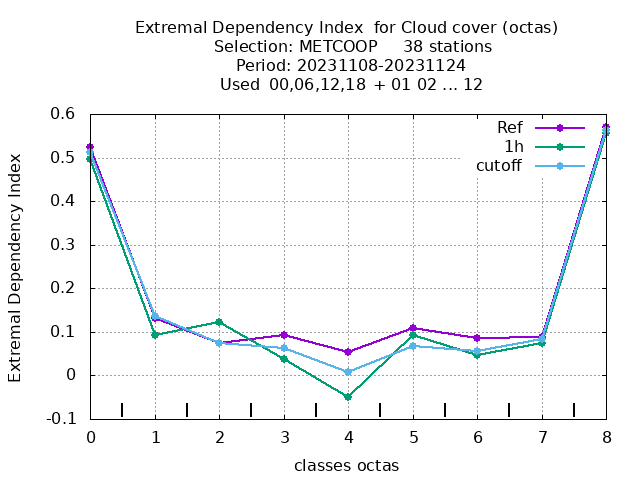 Extremal Dependency Index  for Cloud cover (octas)
Selection: METCOOP     38 stations
Period: 20231108-20231124
Used  00,06,12,18  + 01 02 ... 12
Ref
1h
cutoff
Extremal Dependency Index
0.6
0.5
0.4
0.3
0.2
0.1
0
-0.1
0 1 2 3 4 5 6 7 8
classes octas